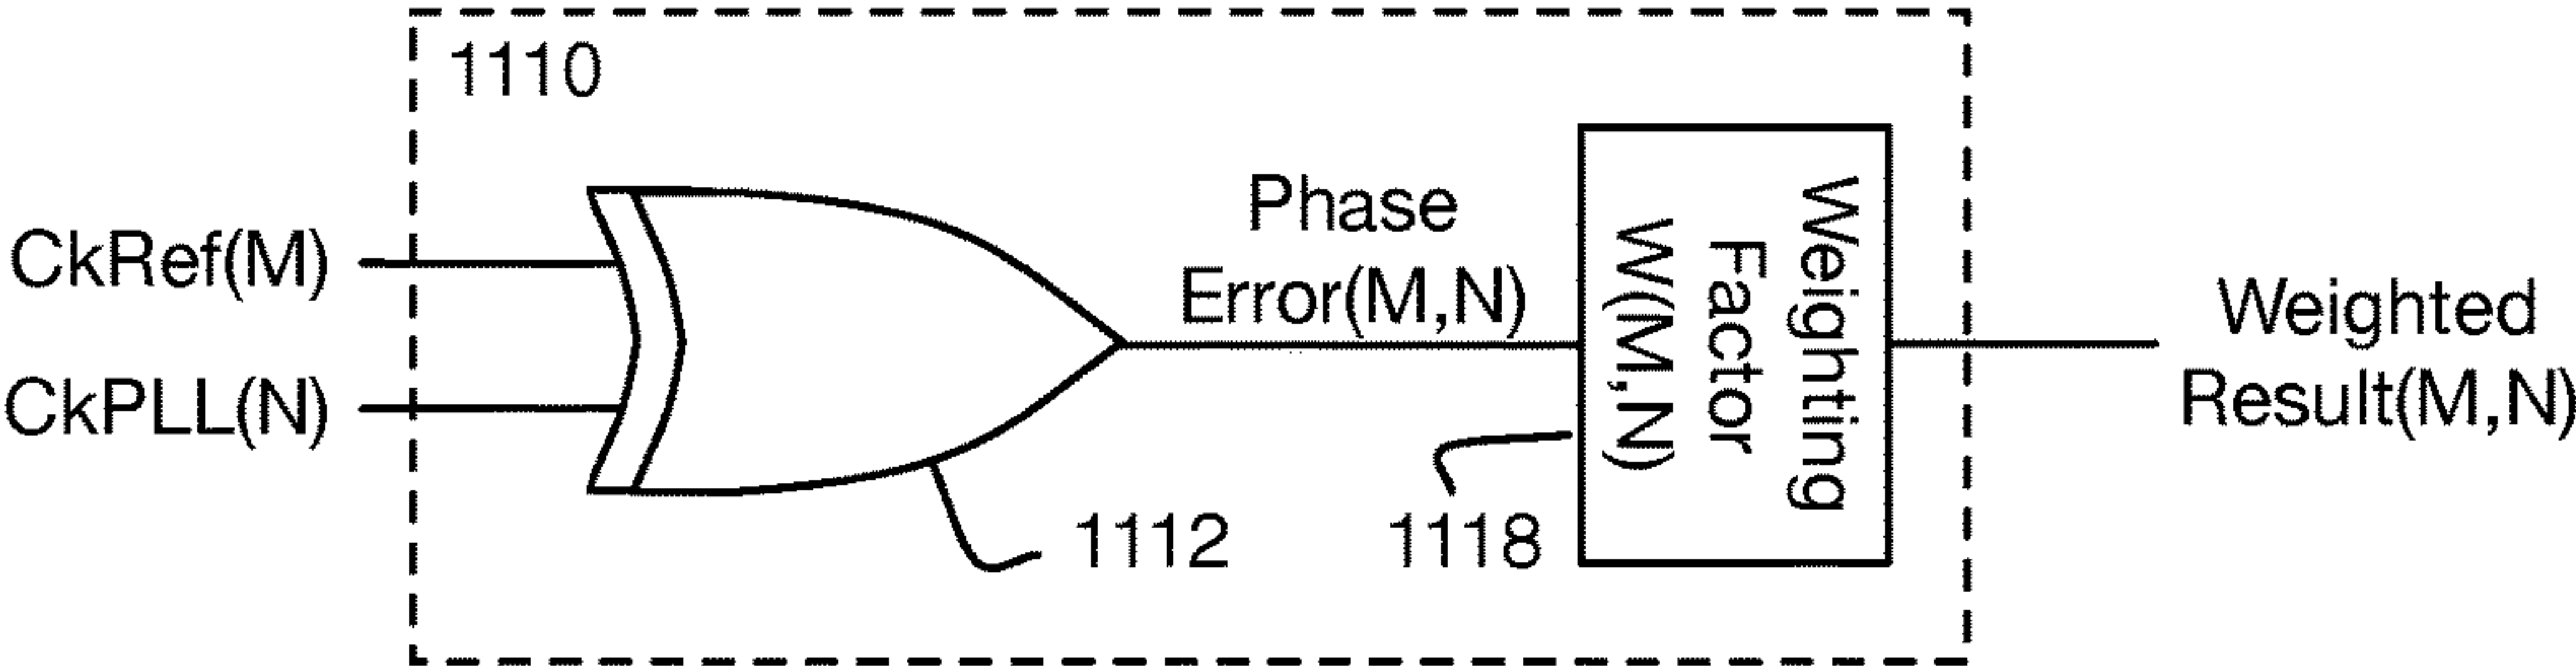 1110
CkRef(M)
CkPLL(N)
Phase
Error(M,N)
1112
1118
Weighting
Factor
W(M,N)
Weighted
Result(M,N)